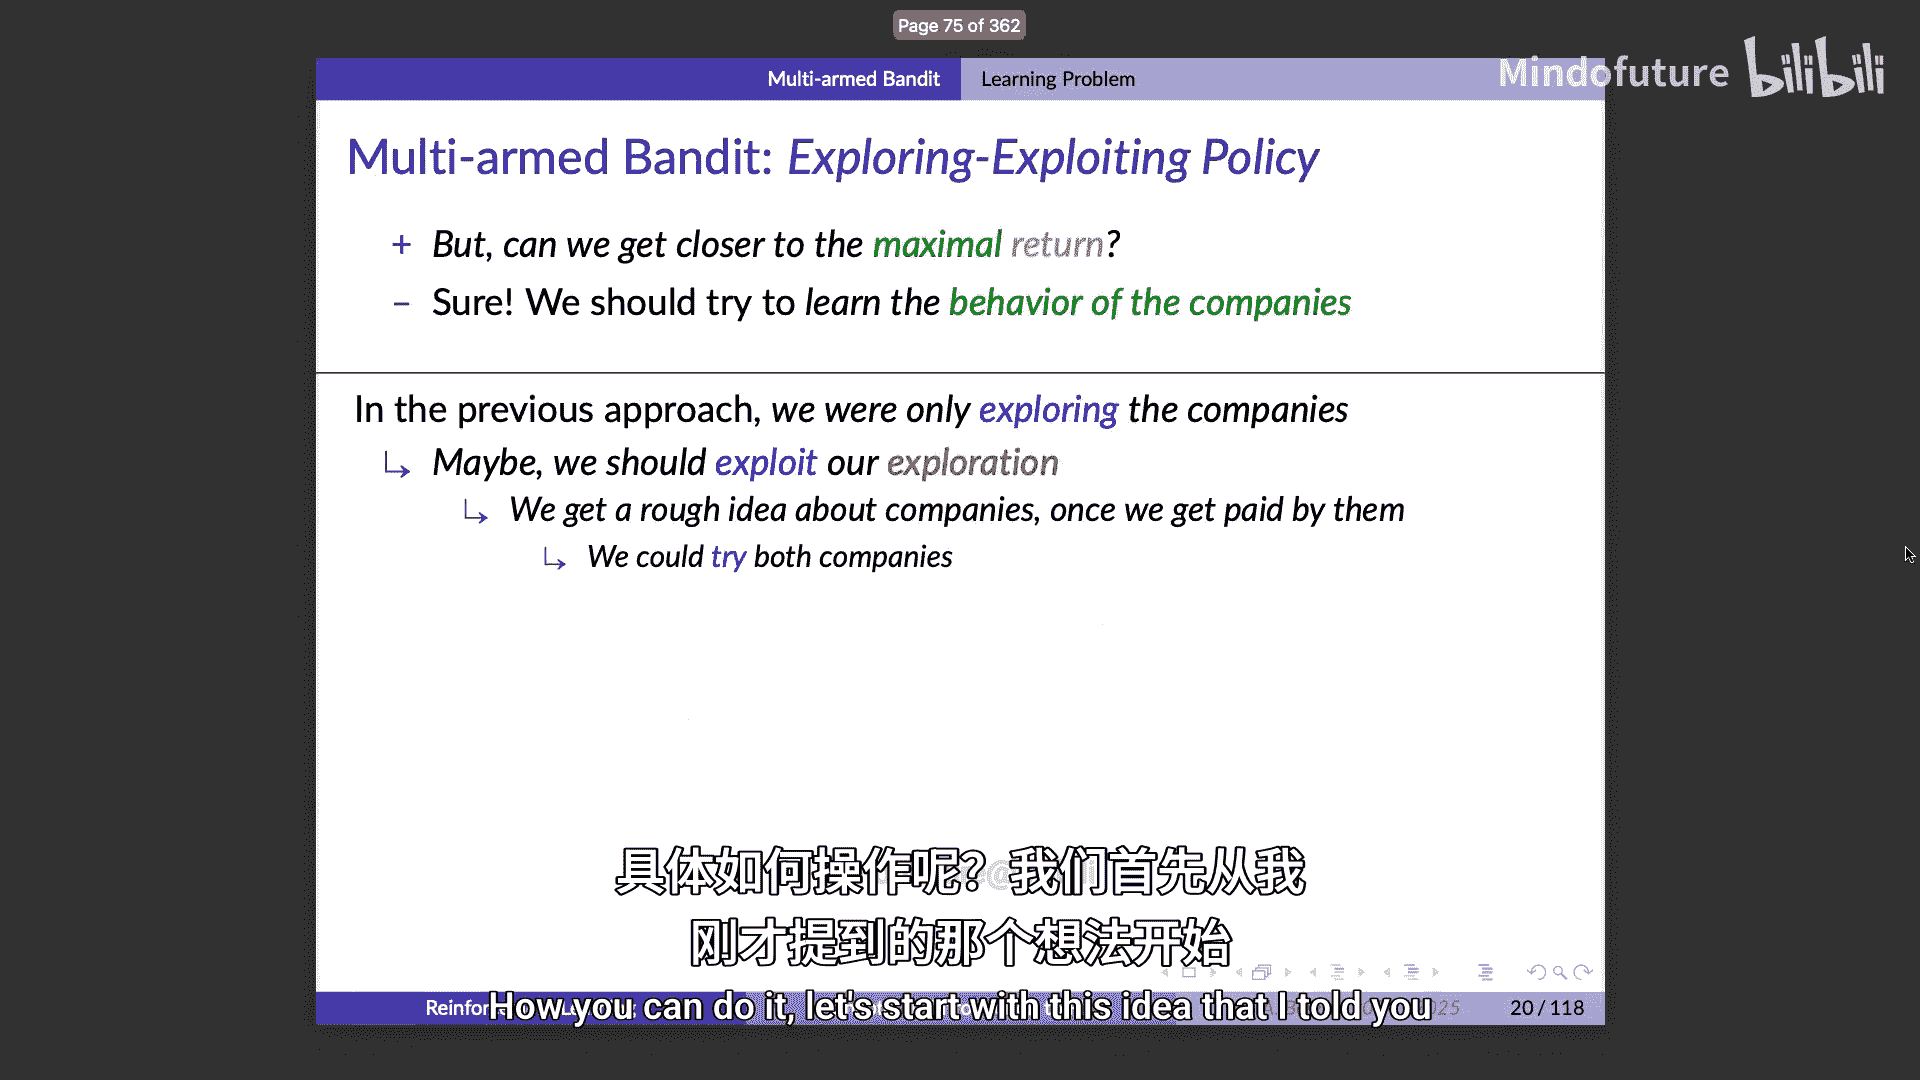 Page 75 of 362
Mindofuture bilibili
Multi-armed Bandit Learning Problem
Multi-armed Bandit: Exploring-Exploiting Policy
+ But, can we get closer to the maximal return?
– Sure! We should try to learn the behavior of the companies
In the previous approach, we were only exploring the companies
↳ Maybe, we should exploit our exploration
↳ We get a rough idea about companies, once we get paid by them
↳ We could try both companies
具体如何操作呢？我们首先从我
刚才提到的那个想法开始
How you can do it, let's start with this idea that I told you
20 / 118